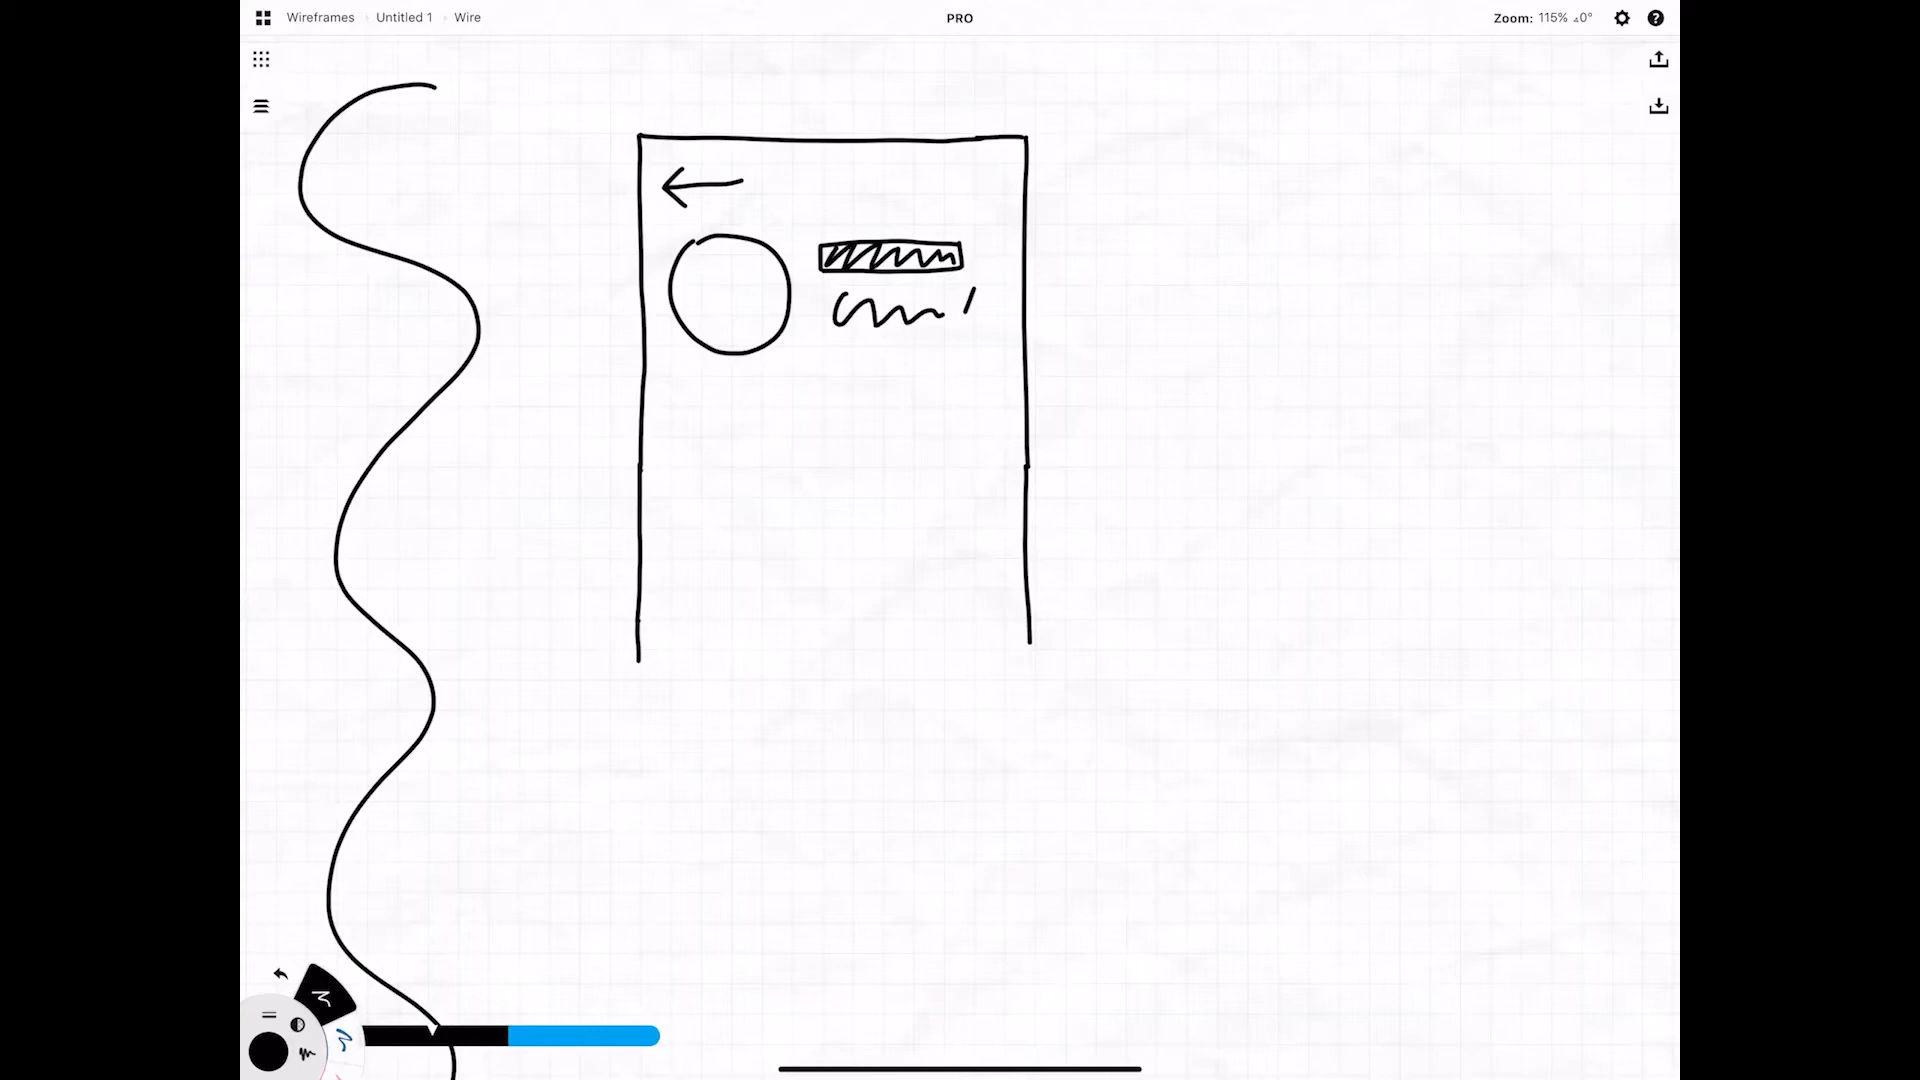 Wireframes Untitled 1 Wire
PRO
Zoom: 115% ⦟0°